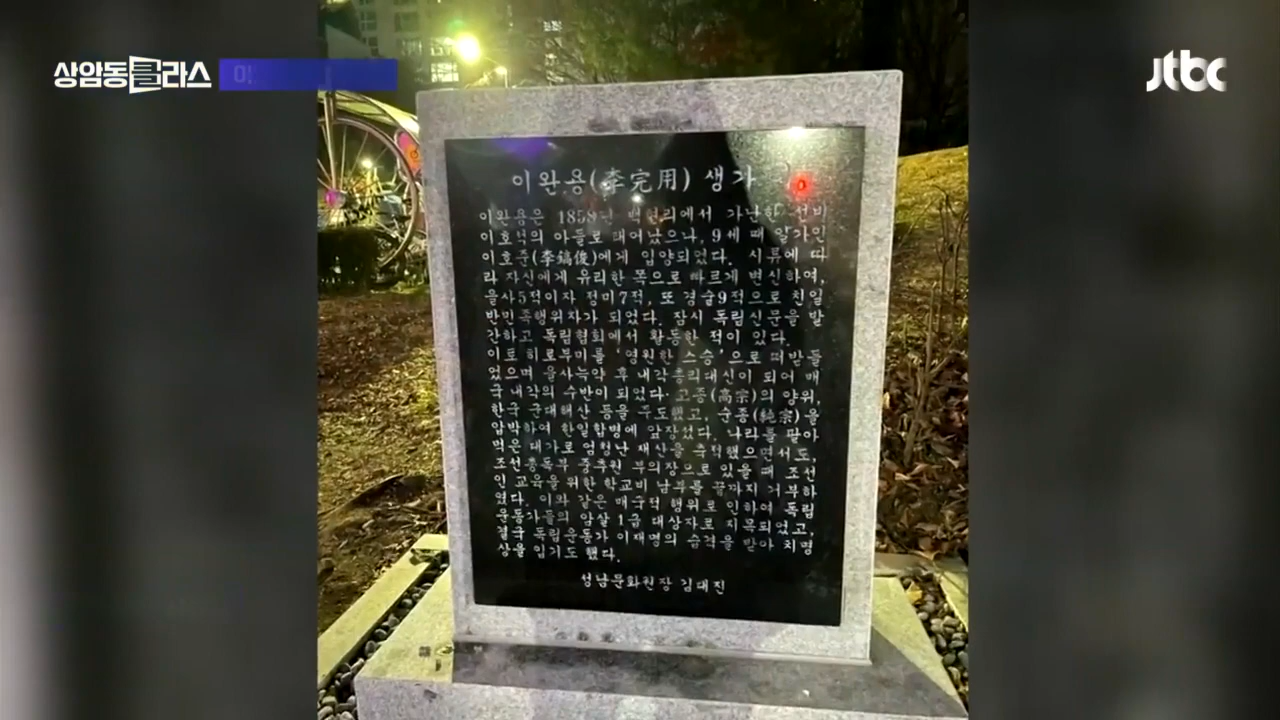 상암동클라스
jtbc
이완용(李完用) 생가
이완용은 1858년 백현리에서 가난한 선비
이호석의 아들로 태어났으나, 9세 때 일가인
이호준(李鎬俊)에게 입양되었다. 시류에 따
라 자신에게 유리한 쪽으로 빠르게 변신하여,
을사5적이자 정미7적, 또 경술9적으로 친일
반민족행위자가 되었다. 잠시 독립신문을 발
간하고 독립협회에서 활동한 적이 있다.
이토 히로부미를 '영원한 스승'으로 떠받들
었으며 을사늑약 후 내각총리대신이 되어 매
국 내각의 수반이 되었다. 고종(高宗)의 양위,
한국 군대해산 등을 주도했고, 순종(純宗)을
압박하여 한일합병에 앞장섰다. 나라를 팔아
먹은 대가로 엄청난 재산을 축적했으면서도,
조선총독부 중추원 부의장으로 있을 때 조선
인 교육을 위한 학교비 납부를 끝까지 거부하
였다. 이와 같은 매국적 행위로 인하여 독립
운동가들의 암살 1급 대상자로 지목되었고,
결국 독립운동가 이재명의 습격을 받아 치명
상을 입기도 했다.
성남문화원장 김대진